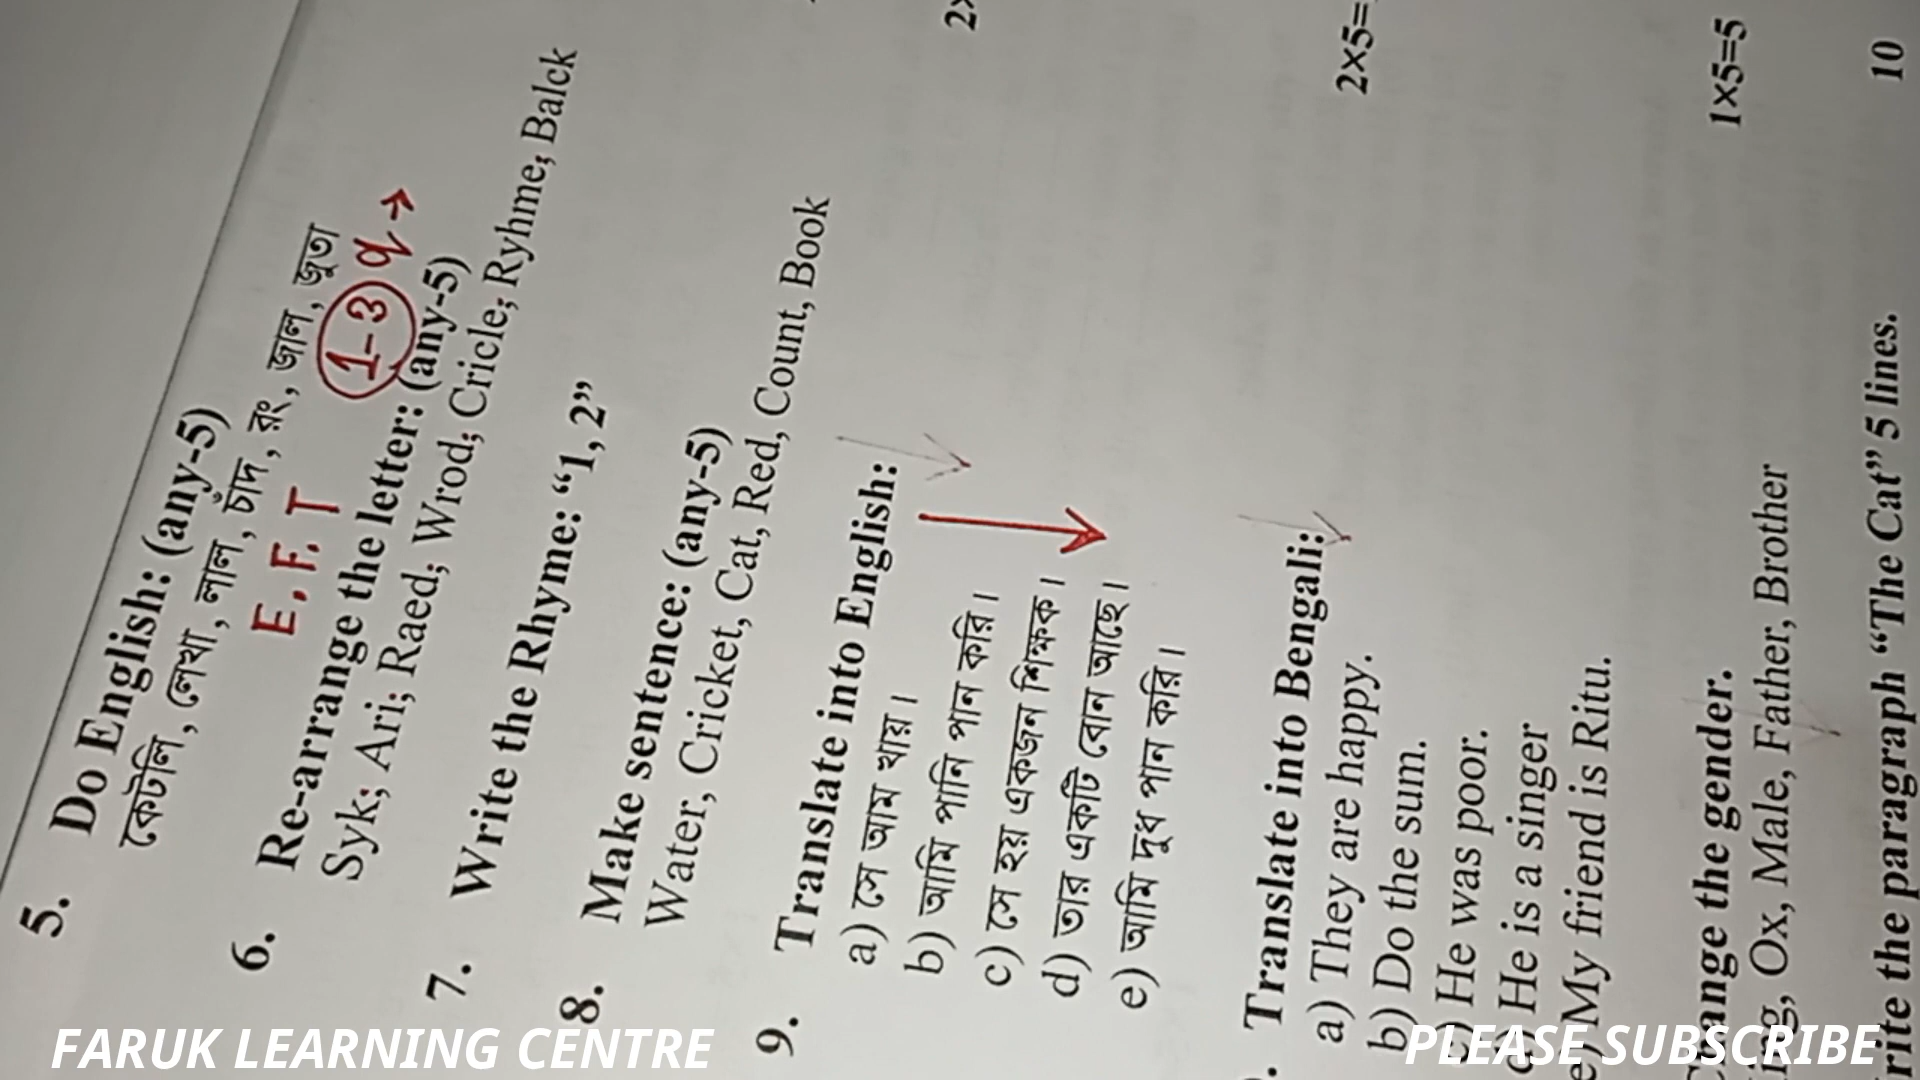 5. Do English: (any-5)
কেটলি, লেখা, লাল, চাঁদ, রং, জাল, জুতা
E. F. T 1-3
6. Re-arrange the letter: (any-5)
Syk; Ari; Raed; Wrod; Cricle; Ryhme; Balck
7. Write the Rhyme: “1, 2”
8. Make sentence: (any-5)
Water, Cricket, Cat, Red, Count, Book
9. Translate into English:
a) সে আম খায়।
b) আমি পানি পান করি।
c) সে হয় একজন শিক্ষক।
d) তার একটি বোন আছে।
e) আমি দুধ পান করি।
Translate into Bengali: 2×5=
a) They are happy.
b) Do the sum.
c) He was poor.
d) He is a singer
e) My friend is Ritu.
Change the gender. 1×5=5
Ox, Male, Father, Brother
the paragraph “The Cat” 5 lines. 10
FARUK LEARNING CENTRE
PLEASE SUBSCRIBE